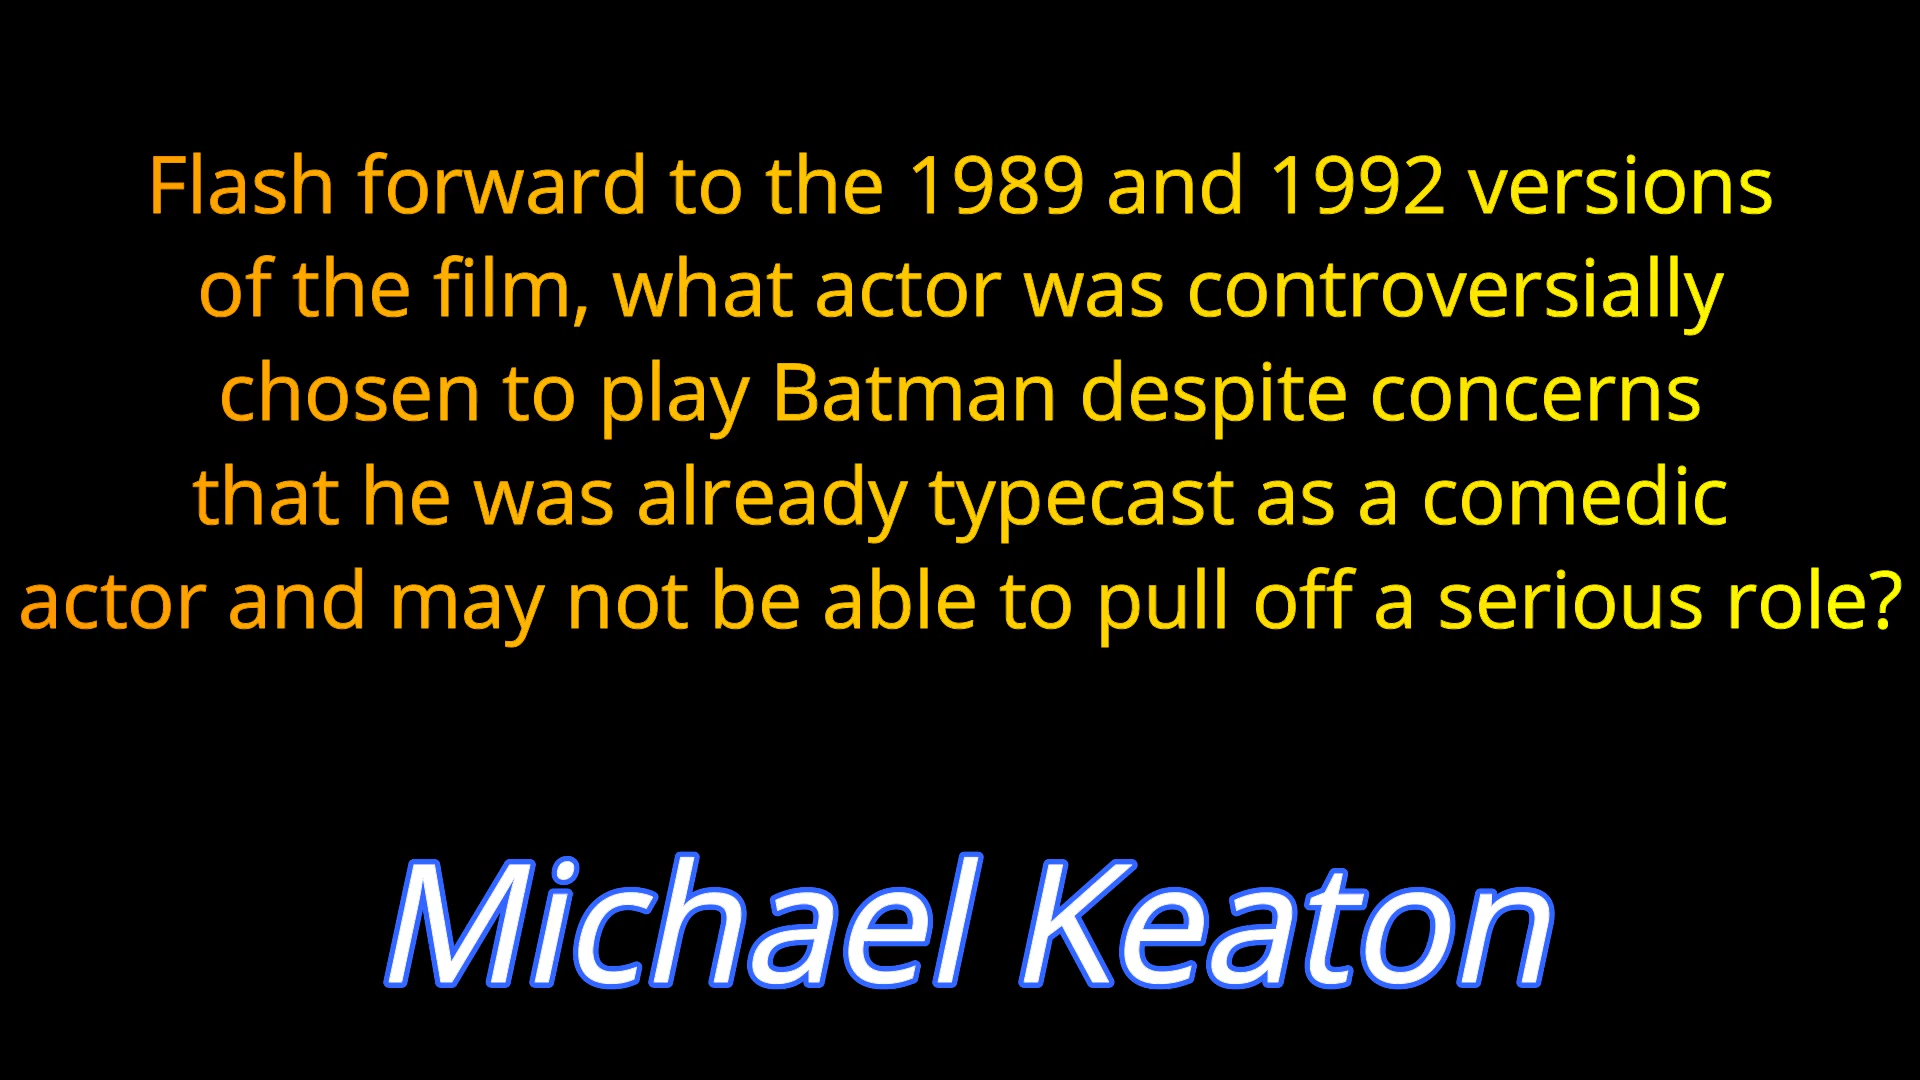 Flash forward to the 1989 and 1992 versions
of the film, what actor was controversially
chosen to play Batman despite concerns
that he was already typecast as a comedic
actor and may not be able to pull off a serious role?
Michael Keaton